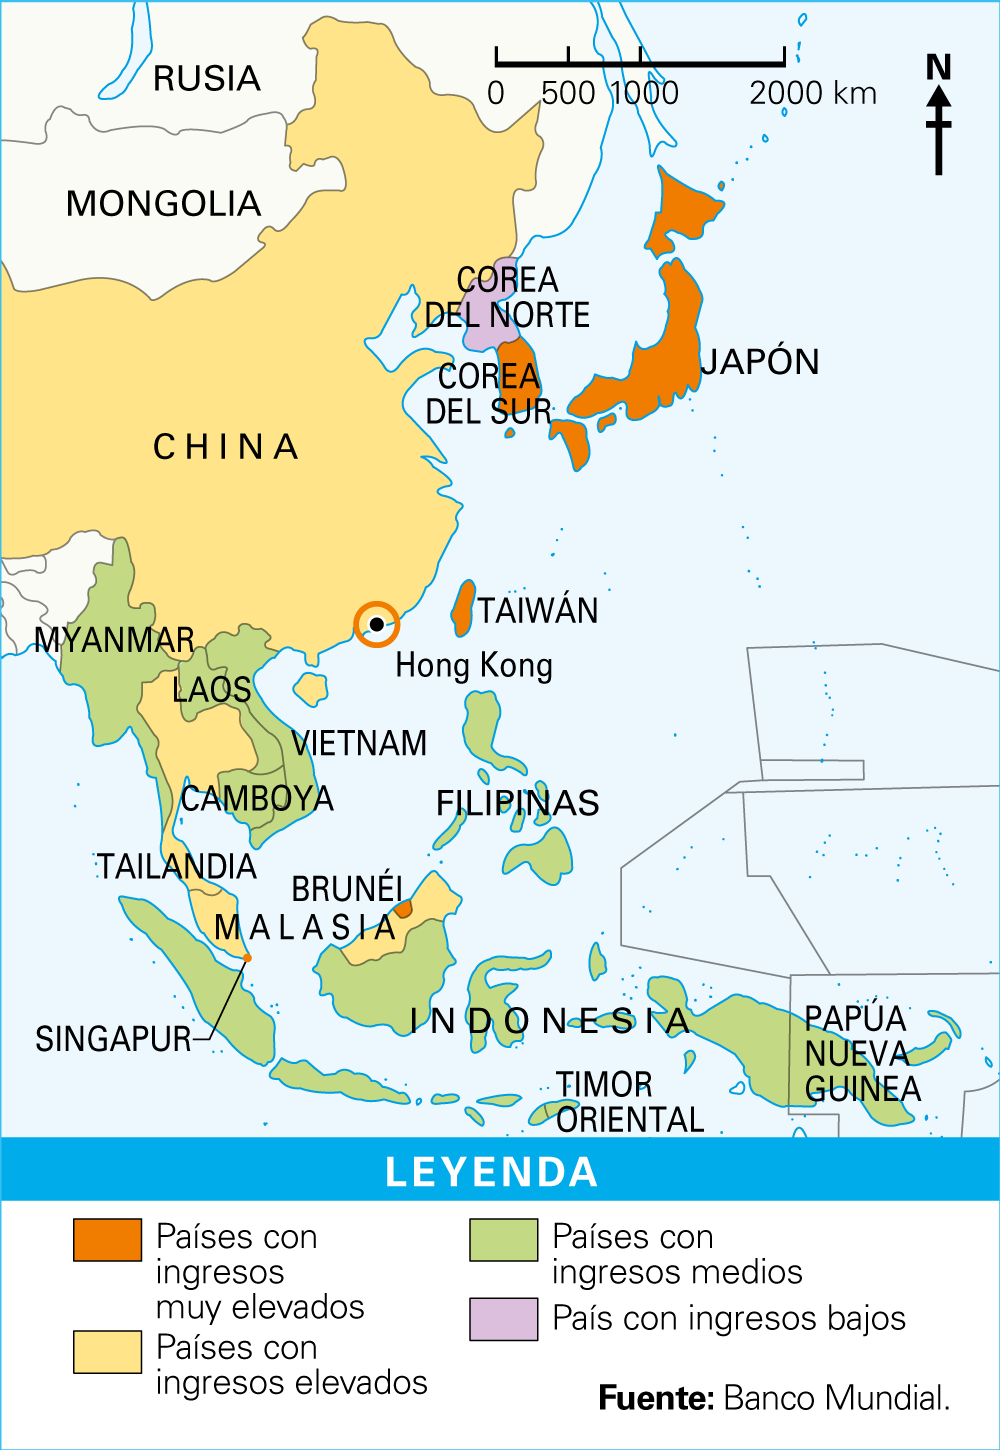 RUSIA
0 500 1000 2000 km
N
MONGOLIA
COREA
DEL NORTE
JAPÓN
COREA
DEL SUR
CHINA
TAIWÁN
MYANMAR
Hong Kong
LAOS
VIETNAM
CAMBOYA
FILIPINAS
TAILANDIA
BRUNÉI
MALASIA
INDONESIA
SINGAPUR
PAPÚA
NUEVA
GUINEA
TIMOR
ORIENTAL
LEYENDA
Países con
ingresos
muy elevados
Países con
ingresos elevados
Países con
ingresos medios
País con ingresos bajos
Fuente: Banco Mundial.